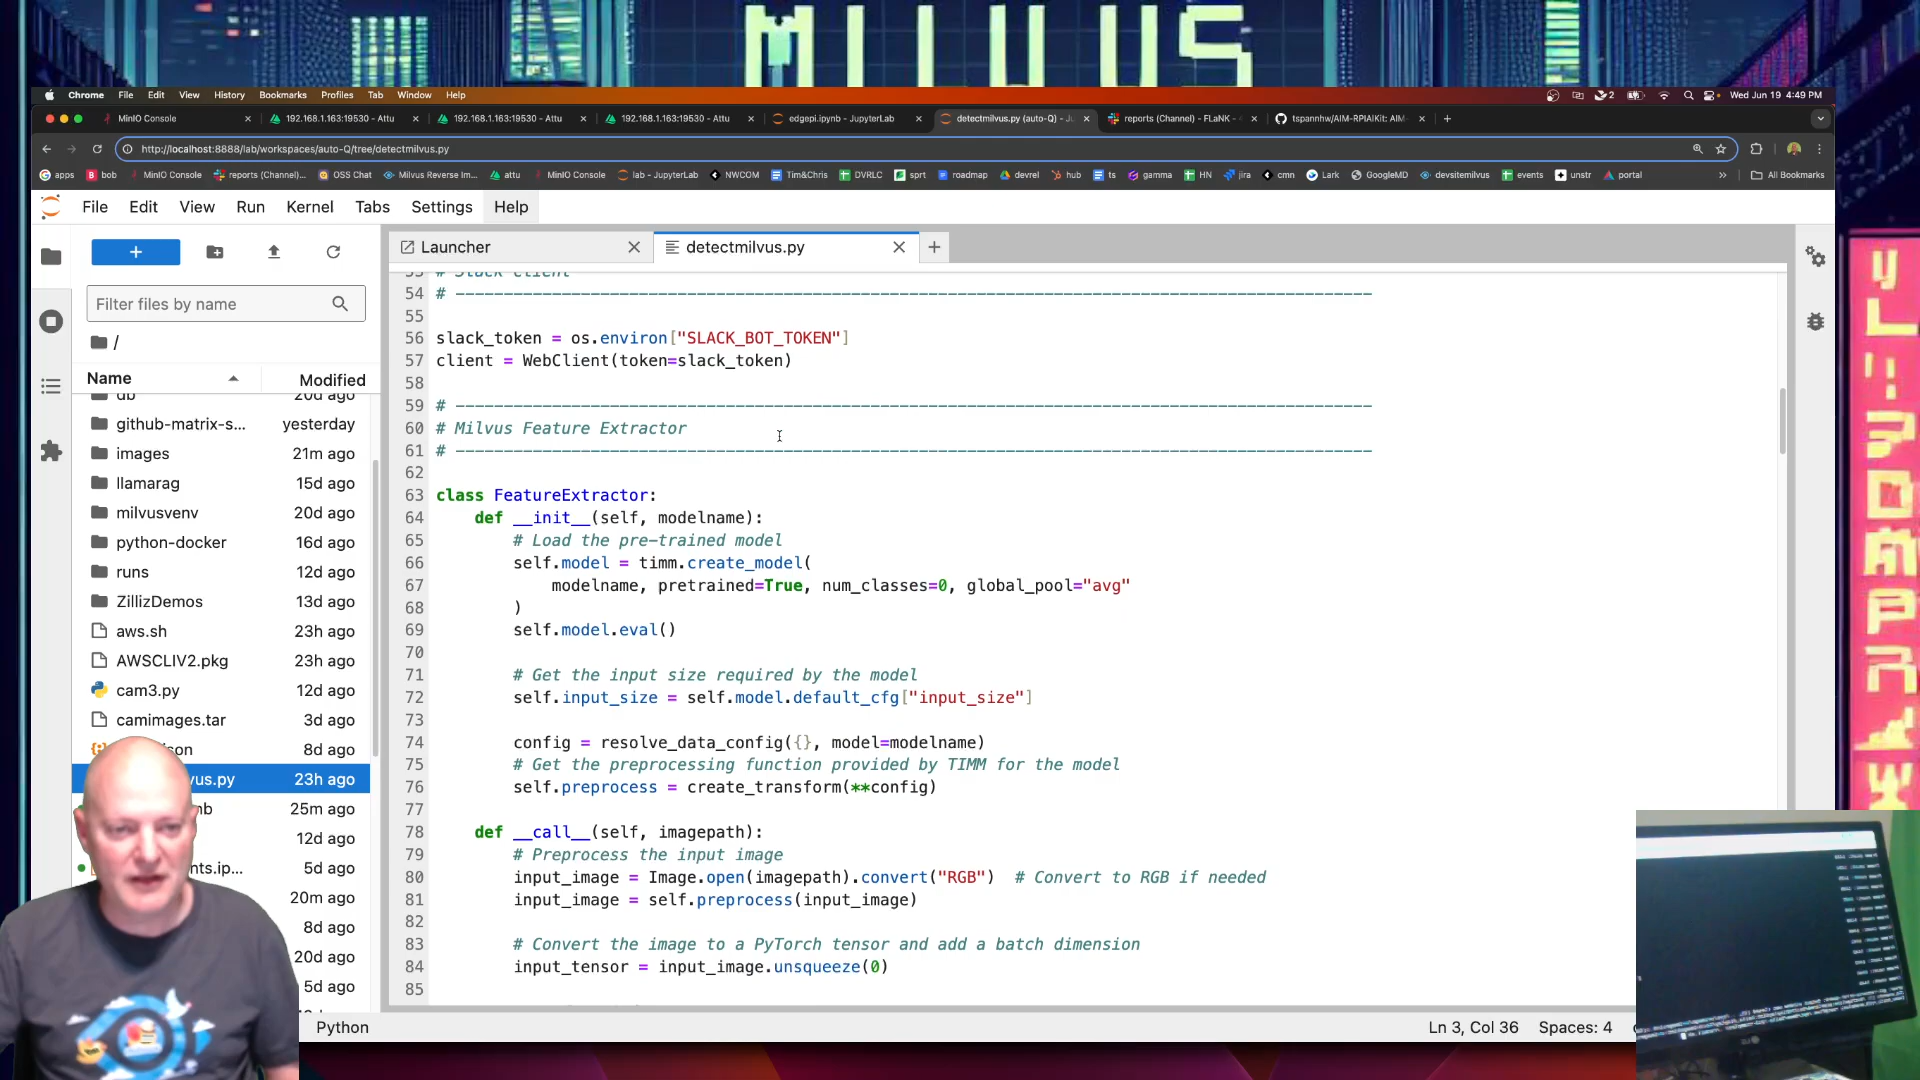 MILVUS
Chrome File Edit View History Bookmarks Profiles Tab Window Help
2
Wed Jun 19 4:49 PM
MinIO Console
192.168.1.163:19530 - Attu
192.168.1.163:19530 - Attu
192.168.1.163:19530 - Attu
edgepi.ipynb - JupyterLab
detectmilvus.py (auto-Q) - Ju
reports (Channel) - FLaNK -
tspannhw/AIM-RPIAIKit: AIM-
http://localhost:8888/lab/workspaces/auto-Q/tree/detectmilvus.py
apps bob MinIO Console reports (Channel)... OSS Chat Milvus Reverse Im... attu MinIO Console lab - JupyterLab NWCOM Tim&Chris DVRLC sprt roadmap devrel hub ts gamma HN jira cmn Lark GoogleMD devsitemilvus events unstr portal » All Bookmarks
File Edit View Run Kernel Tabs Settings Help
+
Filter files by name
/
Name Modified
db 20d ago
github-matrix-s... yesterday
images 21m ago
llamarag 15d ago
milvusvenv 20d ago
python-docker 16d ago
runs 12d ago
ZillizDemos 13d ago
aws.sh 23h ago
AWSCLIV2.pkg 23h ago
cam3.py 12d ago
camimages.tar 3d ago
son 8d ago
vus.py 23h ago
nb 25m ago
12d ago
nts.ip... 5d ago
20m ago
8d ago
20d ago
5d ago
Launcher
detectmilvus.py
53 # Slack Client
54 # -----------------------------------------------------------------------------------------------
55
56 slack_token = os.environ["SLACK_BOT_TOKEN"]
57 client = WebClient(token=slack_token)
58
59 # -----------------------------------------------------------------------------------------------
60 # Milvus Feature Extractor
61 # -----------------------------------------------------------------------------------------------
62
63 class FeatureExtractor:
64     def __init__(self, modelname):
65         # Load the pre-trained model
66         self.model = timm.create_model(
67             modelname, pretrained=True, num_classes=0, global_pool="avg"
68         )
69         self.model.eval()
70
71         # Get the input size required by the model
72         self.input_size = self.model.default_cfg["input_size"]
73
74         config = resolve_data_config({}, model=modelname)
75         # Get the preprocessing function provided by TIMM for the model
76         self.preprocess = create_transform(**config)
77
78     def __call__(self, imagepath):
79         # Preprocess the input image
80         input_image = Image.open(imagepath).convert("RGB")  # Convert to RGB if needed
81         input_image = self.preprocess(input_image)
82
83         # Convert the image to a PyTorch tensor and add a batch dimension
84         input_tensor = input_image.unsqueeze(0)
85
Python
Ln 3, Col 36 Spaces: 4